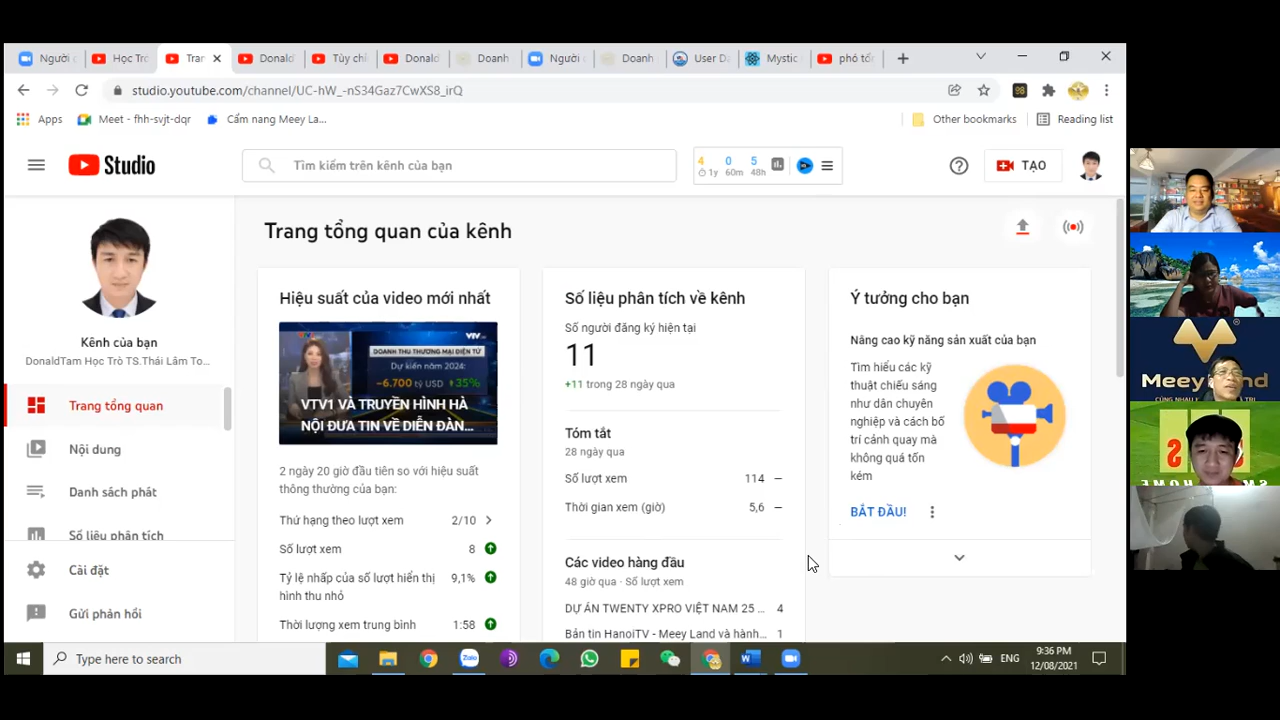 Người
Học Trò
Tran
Donald
Tùy chỉ
Donald
Doanh
Người
Doanh
User Da
Mystic
phó tổn
studio.youtube.com/channel/UC-hW_-nS34Gaz7CwXS8_irQ
Apps
Meet - fhh-svjt-dqr
Cẩm nang Meey La...
Other bookmarks
Reading list
Studio
Tìm kiếm trên kênh của bạn
4 0 5
1y 60m 48h
TẠO
Kênh của bạn
DonaldTam Học Trò TS.Thái Lâm To...
Trang tổng quan
Nội dung
Danh sách phát
Số liệu phân tích
Cài đặt
Gửi phản hồi
Trang tổng quan của kênh
Hiệu suất của video mới nhất
vtv
DOANH THU THƯƠNG MẠI ĐIỆN TỬ
Dự kiến năm 2024:
~6.700 tỷ USD 35%
VTV1 VÀ TRUYỀN HÌNH HÀ
NỘI ĐƯA TIN VỀ DIỄN ĐÀN...
2 ngày 20 giờ đầu tiên so với hiệu suất
thông thường của bạn:
Thứ hạng theo lượt xem 2/10
Số lượt xem 8
Tỷ lệ nhấp của số lượt hiển thị 9,1%
hình thu nhỏ
Thời lượng xem trung bình 1:58
Số liệu phân tích về kênh
Số người đăng ký hiện tại
11
+11 trong 28 ngày qua
Tóm tắt
28 ngày qua
Số lượt xem 114 –
Thời gian xem (giờ) 5,6 –
Các video hàng đầu
48 giờ qua · Số lượt xem
DỰ ÁN TWENTY XPRO VIỆT NAM 25 ... 4
Bản tin HanoiTV - Meey Land và hành... 1
Ý tưởng cho bạn
Nâng cao kỹ năng sản xuất của bạn
Tìm hiểu các kỹ
thuật chiếu sáng
như dân chuyên
nghiệp và cách bố
trí cảnh quay mà
không quá tốn
kém
BẮT ĐẦU!
Meey Land
Type here to search
Zalo
ENG
9:36 PM
12/08/2021